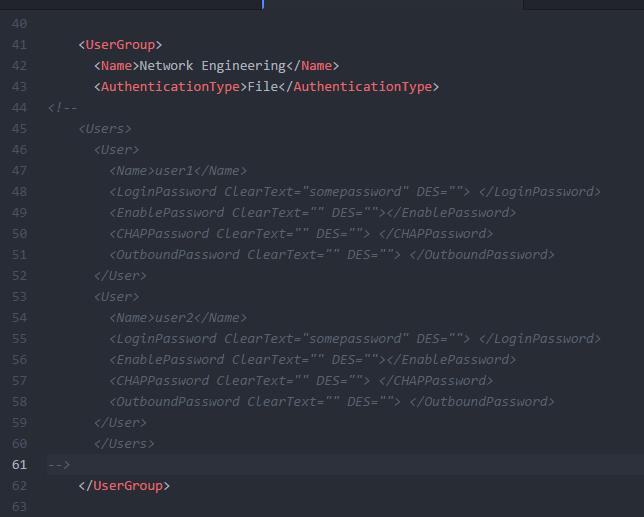 40
41 <UserGroup>
42 <Name>Network Engineering</Name>
43 <AuthenticationType>File</AuthenticationType>
44 <!--
45 <Users>
46 <User>
47 <Name>user1</Name>
48 <LoginPassword ClearText="somepassword" DES=""> </LoginPassword>
49 <EnablePassword ClearText="" DES=""></EnablePassword>
50 <CHAPPassword ClearText="" DES=""> </CHAPPassword>
51 <OutboundPassword ClearText="" DES=""> </OutboundPassword>
52 </User>
53 <User>
54 <Name>user2</Name>
55 <LoginPassword ClearText="somepassword" DES=""> </LoginPassword>
56 <EnablePassword ClearText="" DES=""></EnablePassword>
57 <CHAPPassword ClearText="" DES=""> </CHAPPassword>
58 <OutboundPassword ClearText="" DES=""> </OutboundPassword>
59 </User>
60 </Users>
61 -->
62 </UserGroup>
63